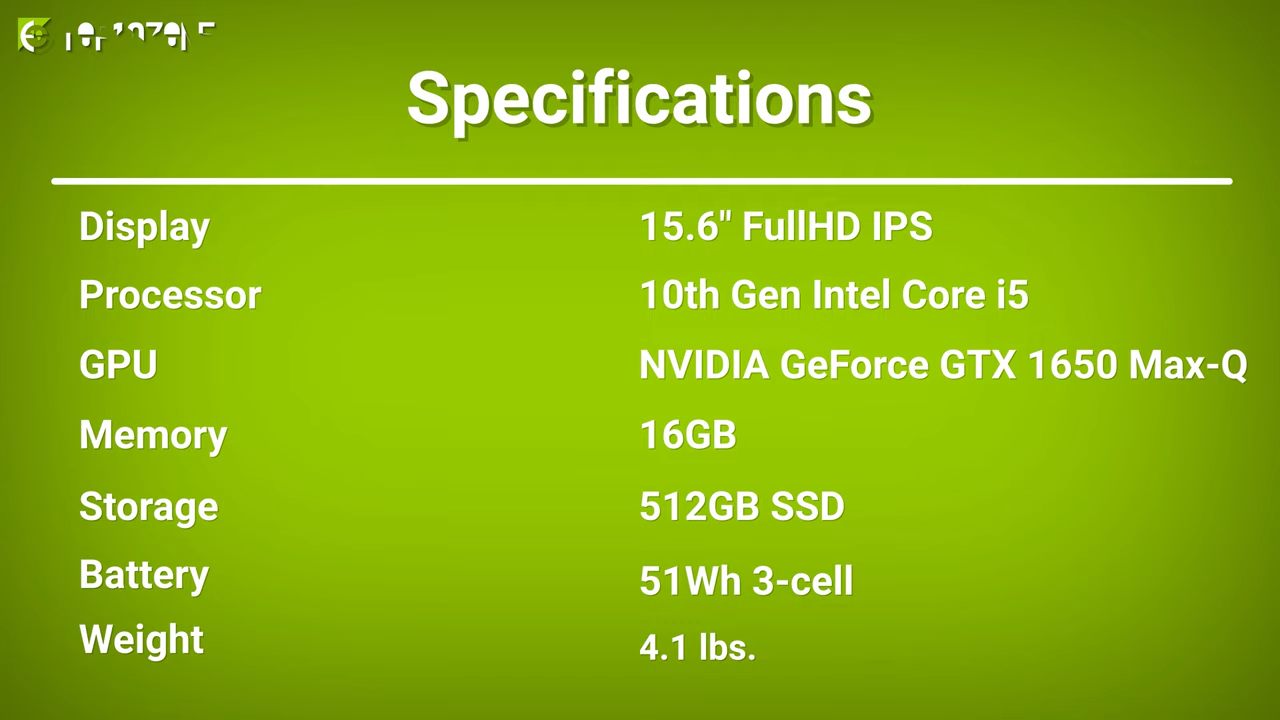 Specifications
Display 15.6" FullHD IPS
Processor 10th Gen Intel Core i5
GPU NVIDIA GeForce GTX 1650 Max-Q
Memory 16GB
Storage 512GB SSD
Battery 51Wh 3-cell
Weight 4.1 lbs.